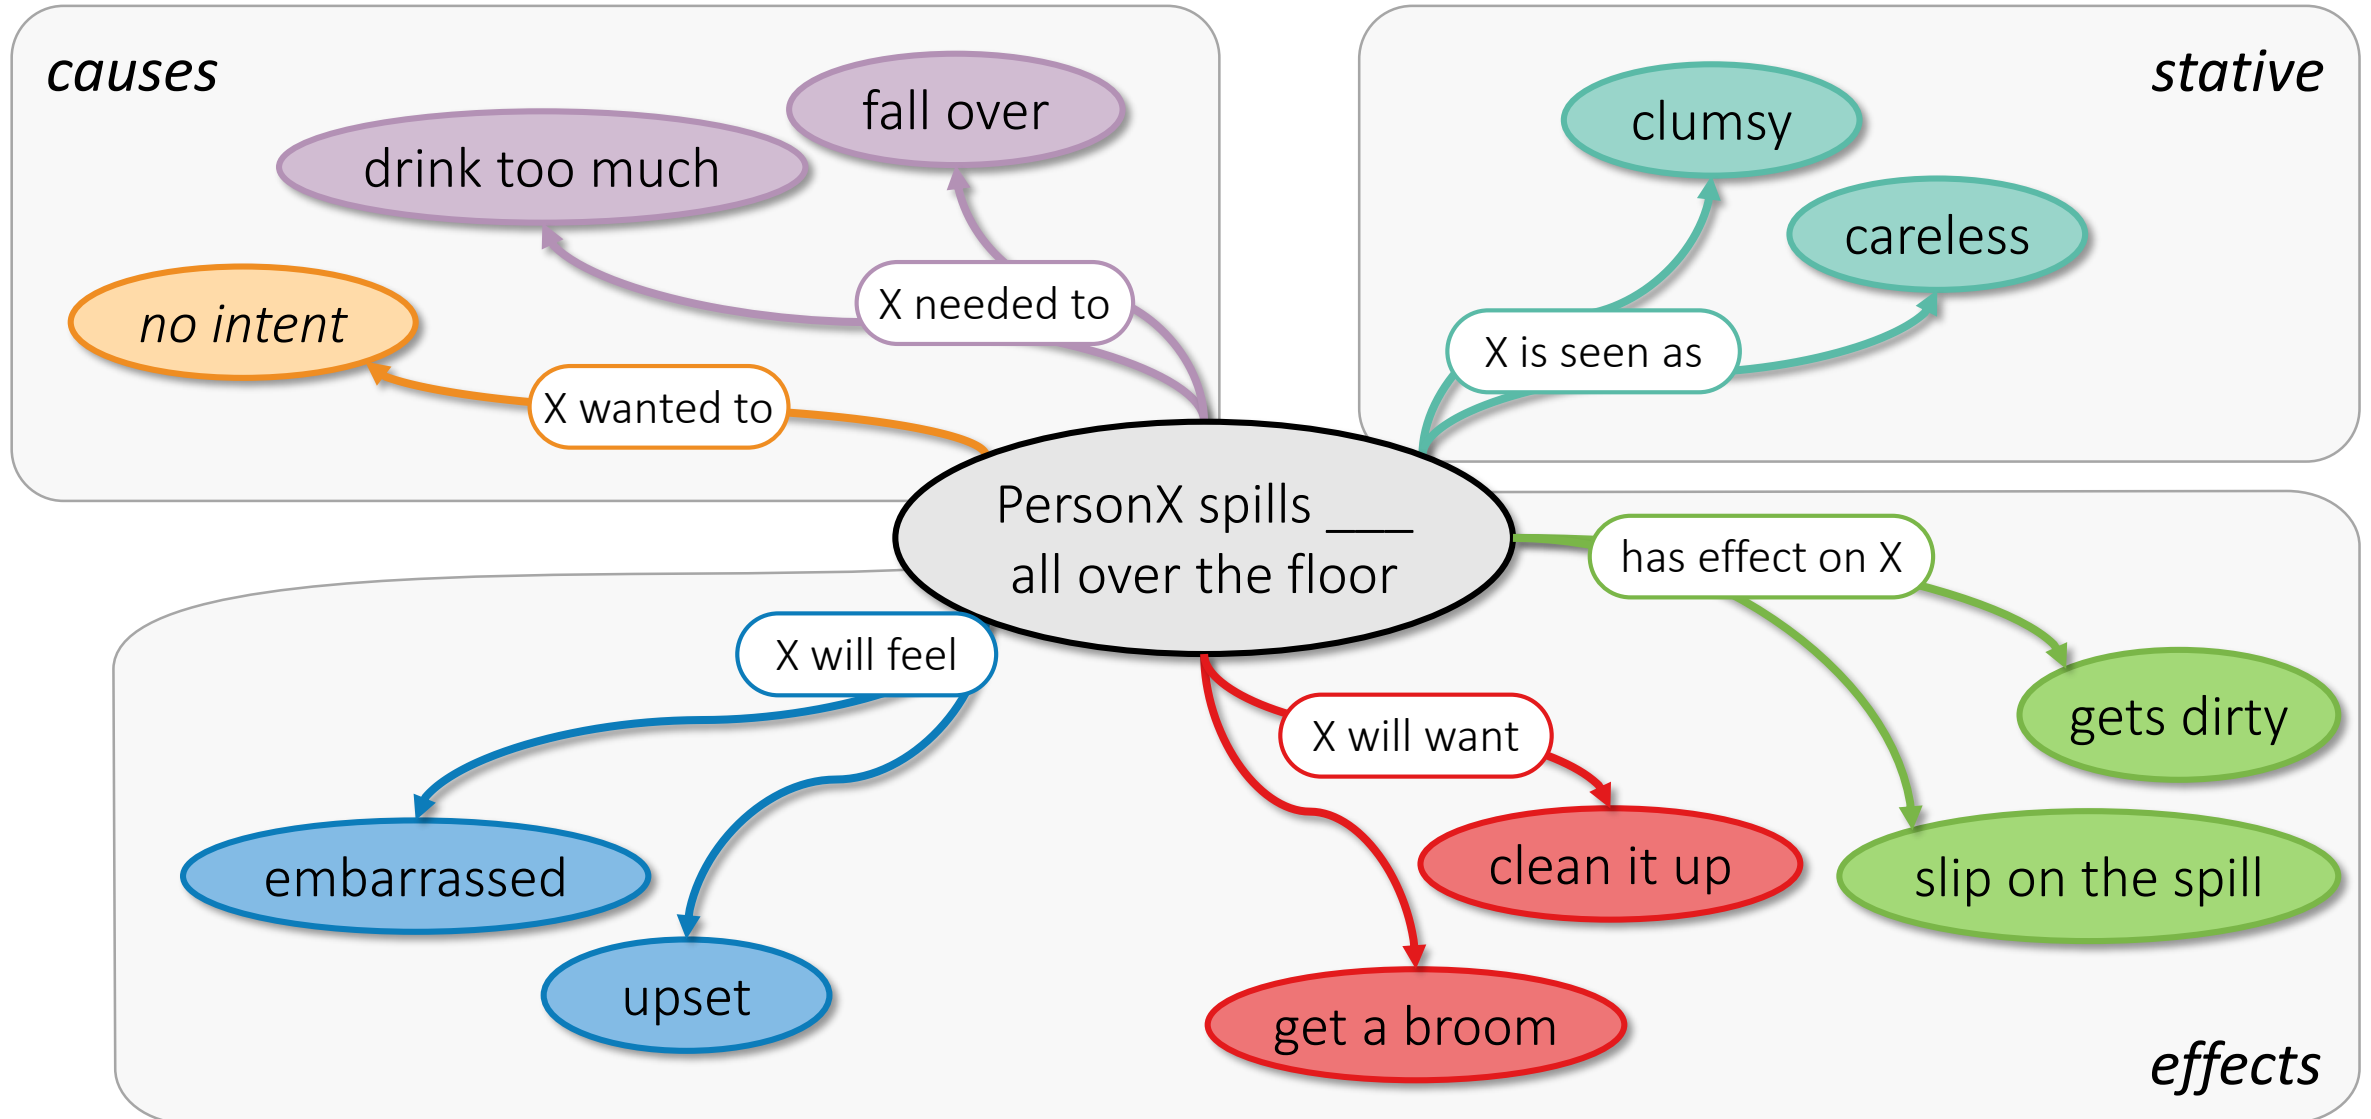 causes
fall over
drink too much
X needed to
no intent
X wanted to
stative
clumsy
careless
X is seen as
PersonX spills ___
all over the floor
has effect on X
X will feel
X will want
gets dirty
embarrassed
clean it up
slip on the spill
upset
get a broom
effects